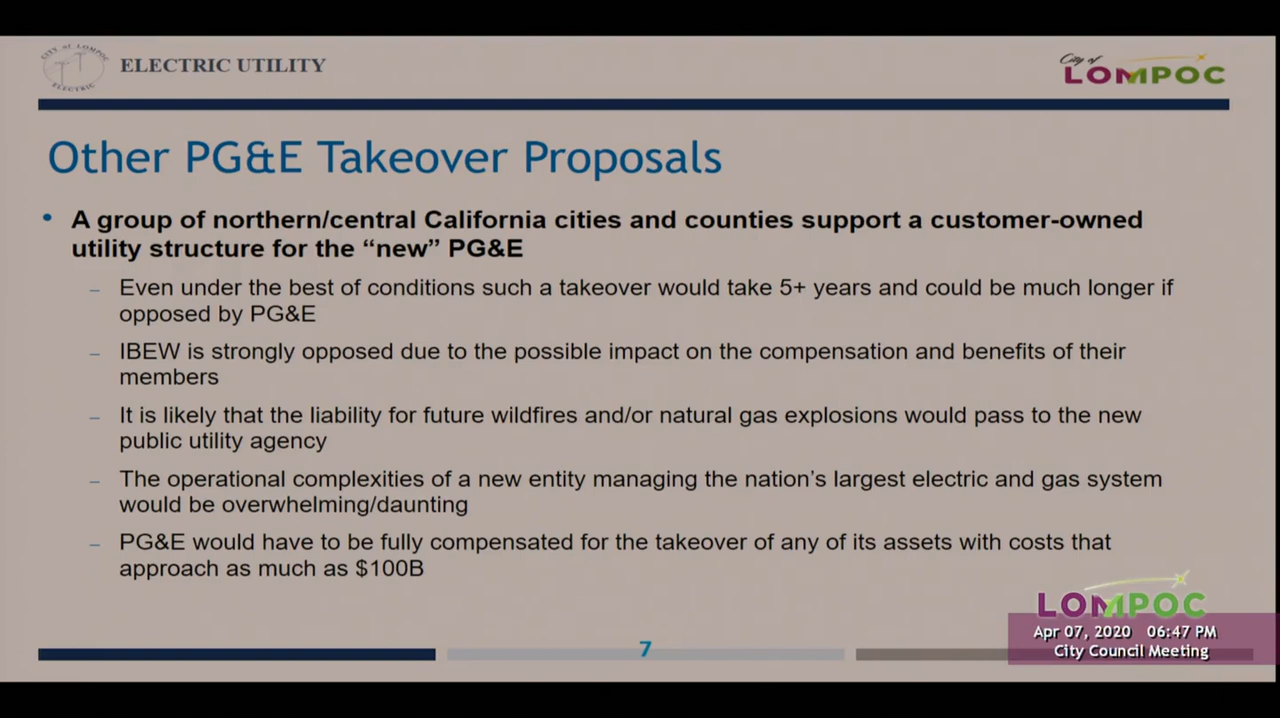 CITY of LOMPOC
ELECTRIC
ELECTRIC UTILITY
City of
LOMPOC
Other PG&E Takeover Proposals
• A group of northern/central California cities and counties support a customer-owned
utility structure for the “new” PG&E
– Even under the best of conditions such a takeover would take 5+ years and could be much longer if
opposed by PG&E
– IBEW is strongly opposed due to the possible impact on the compensation and benefits of their
members
– It is likely that the liability for future wildfires and/or natural gas explosions would pass to the new
public utility agency
– The operational complexities of a new entity managing the nation’s largest electric and gas system
would be overwhelming/daunting
– PG&E would have to be fully compensated for the takeover of any of its assets with costs that
approach as much as $100B
LOMPOC
Apr 07, 2020 06:47 PM
City Council Meeting
7